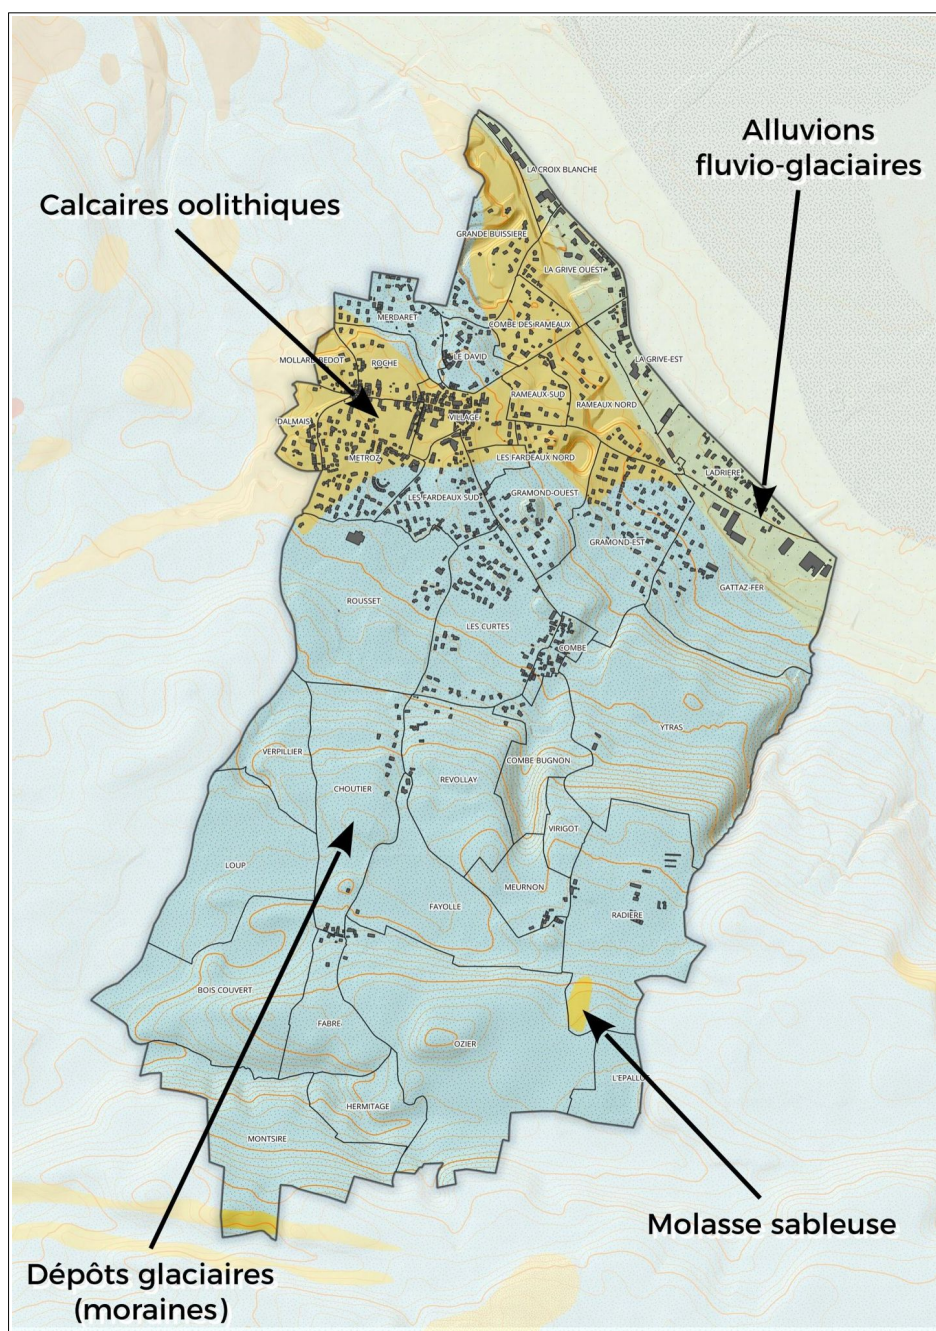 Alluvions
fluvio-glaciaires
Calcaires oolithiques
LA CROIX BLANCHE
GRANDE BUISSIERE
LA GRIVE OUEST
MERDARET
COMBE DES RAMEAUX
MOLLARD BEDOT
ROCHE
LE DAVID
LA GRIVE-EST
RAMEAUX-SUD
RAMEAUX NORD
DALMAIS
VILLAGE
METROZ
LES FARDEAUX NORD
LADRIERE
LES FARDEAUX SUD
GRAMOND-OUEST
GRAMOND-EST
GATTAZ-FER
ROUSSET
LES CURTES
COMBE
YTRAS
VERPILLIER
COMBE BUGNON
CHOUTIER
REVOLLAY
VIRIGOT
LOUP
MEURNON
FAYOLLE
RADIERE
BOIS COUVERT
FABRE
OZIER
L'EPALLUD
HERMITAGE
MONTSIRE
Molasse sableuse
Dépôts glaciaires
(moraines)